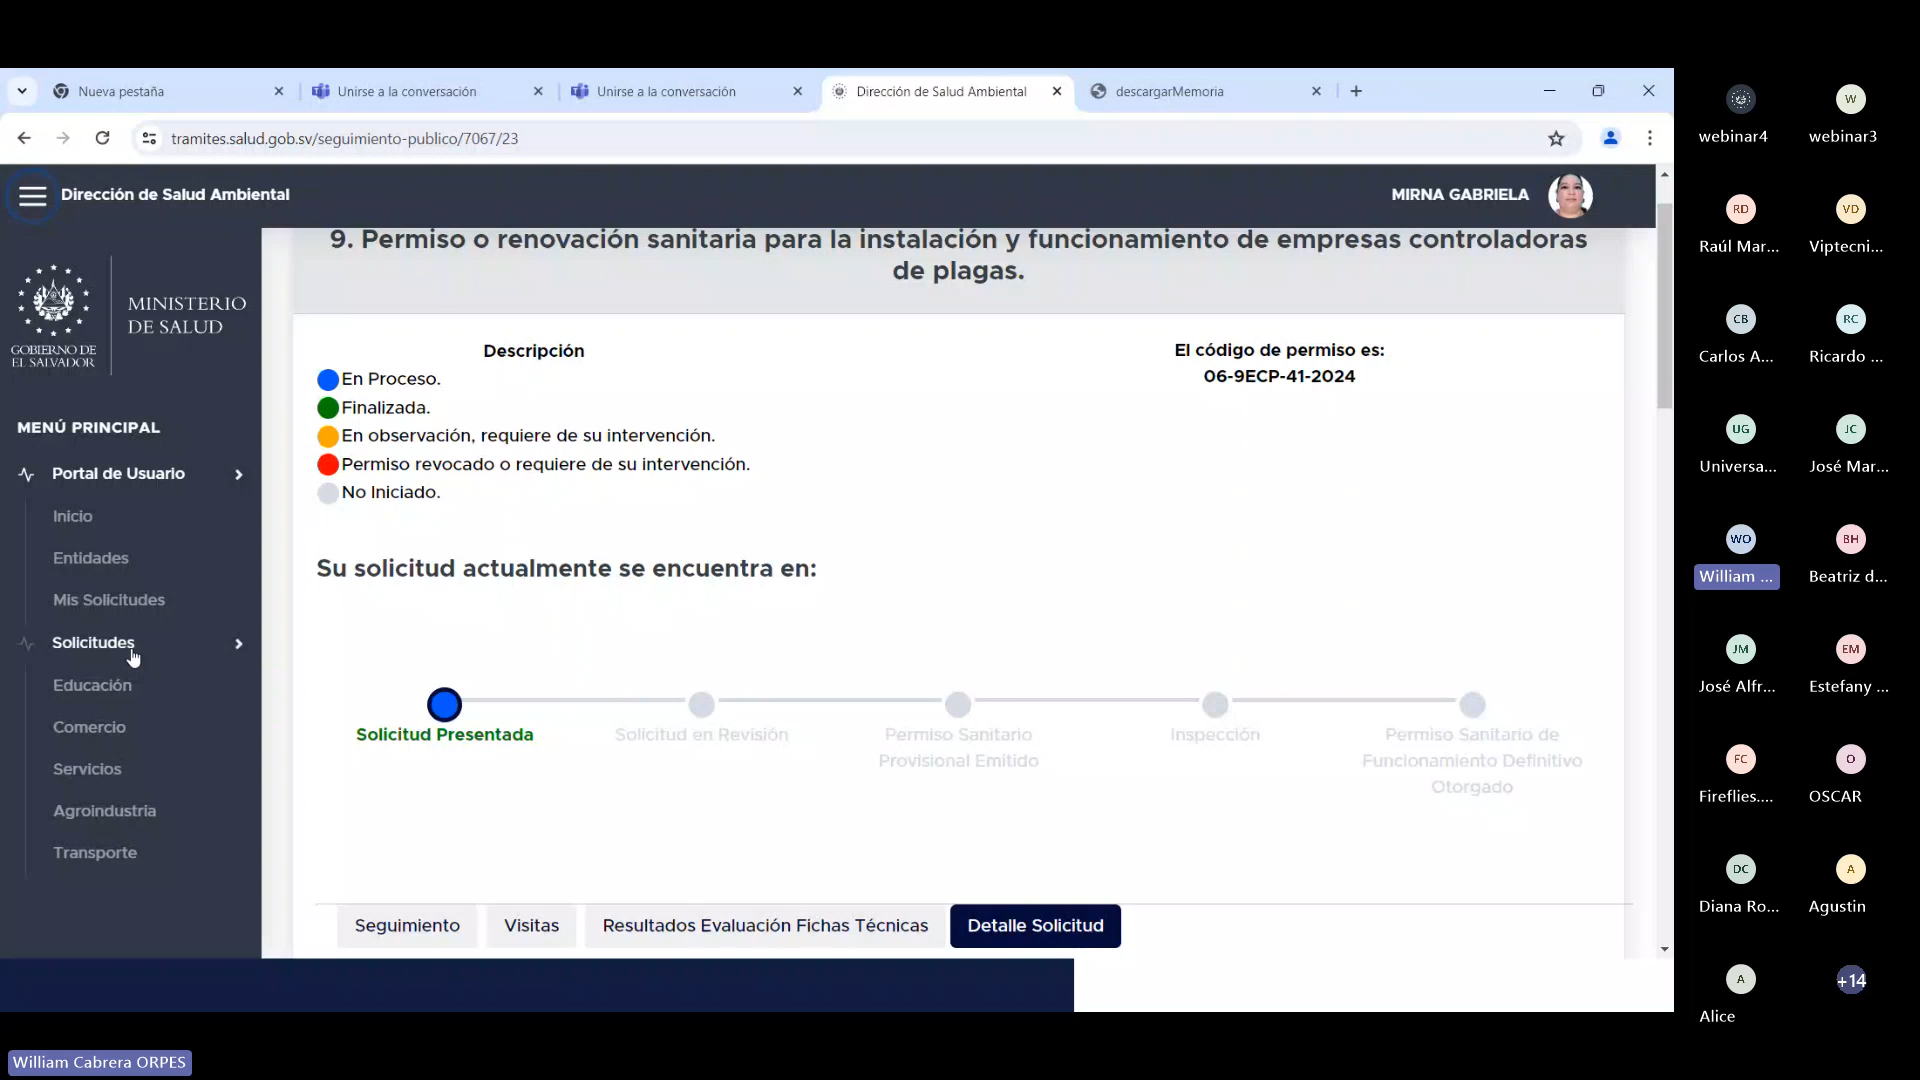 Nueva pestaña
Unirse a la conversación
Unirse a la conversación
Dirección de Salud Ambiental
descargarMemoria
tramites.salud.gob.sv/seguimiento-publico/7067/23
Dirección de Salud Ambiental
MIRNA GABRIELA
GOBIERNO DE
EL SALVADOR
MINISTERIO
DE SALUD
MENÚ PRINCIPAL
Portal de Usuario
Inicio
Entidades
Mis Solicitudes
Solicitudes
Educación
Comercio
Servicios
Agroindustria
Transporte
9. Permiso o renovación sanitaria para la instalación y funcionamiento de empresas controladoras
de plagas.
Descripción
En Proceso.
Finalizada.
En observación, requiere de su intervención.
Permiso revocado o requiere de su intervención.
No Iniciado.
El código de permiso es:
06-9ECP-41-2024
Su solicitud actualmente se encuentra en:
Solicitud Presentada
Solicitud en Revisión
Permiso Sanitario
Provisional Emitido
Inspección
Permiso Sanitario de
Funcionamiento Definitivo
Otorgado
Seguimiento
Visitas
Resultados Evaluación Fichas Técnicas
Detalle Solicitud
webinar4
W
webinar3
RD
Raúl Mar...
VD
Viptecni...
CB
Carlos A...
RC
Ricardo ...
UG
Universa...
JC
José Mar...
WO
William ...
BH
Beatriz d...
JM
José Alfr...
EM
Estefany ...
FC
Fireflies....
O
OSCAR
DC
Diana Ro...
A
Agustin
A
Alice
+14
William Cabrera ORPES